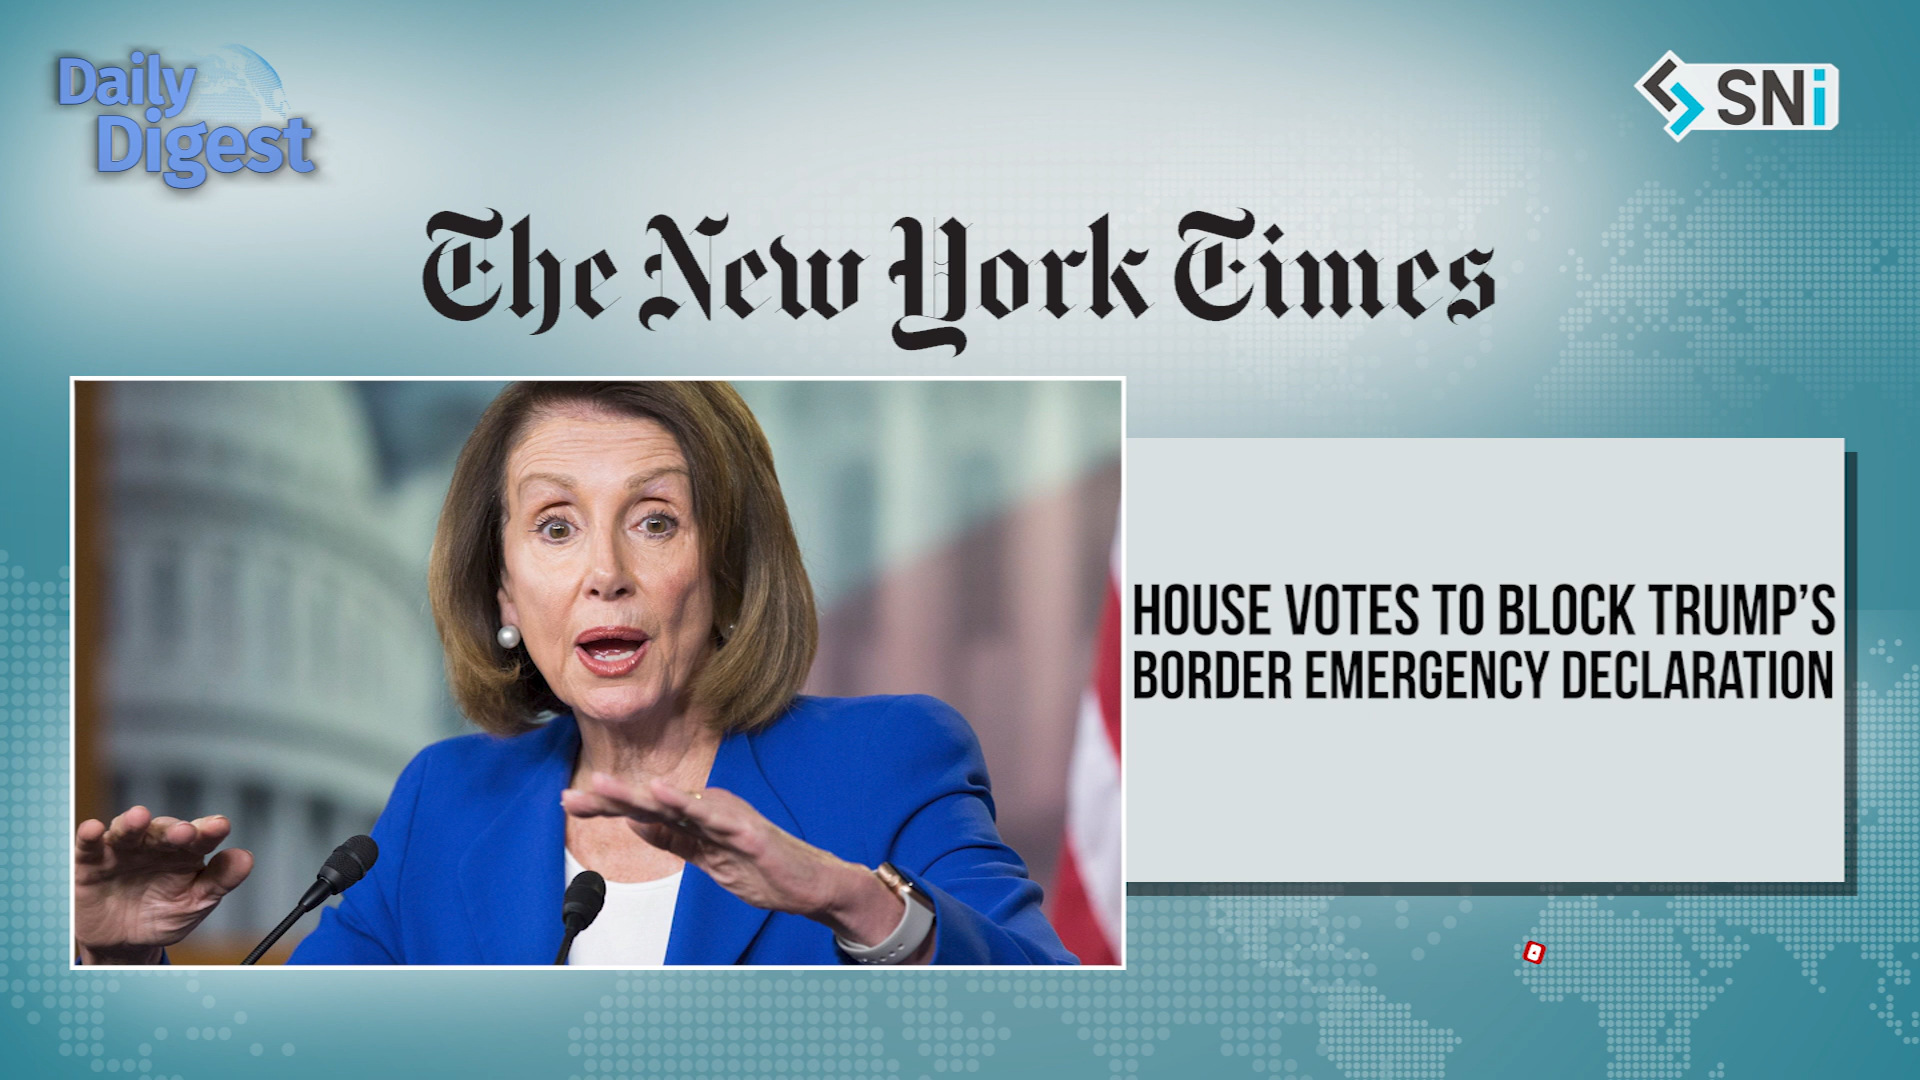 Daily
Digest
SNi
The New York Times
HOUSE VOTES TO BLOCK TRUMP’S
BORDER EMERGENCY DECLARATION